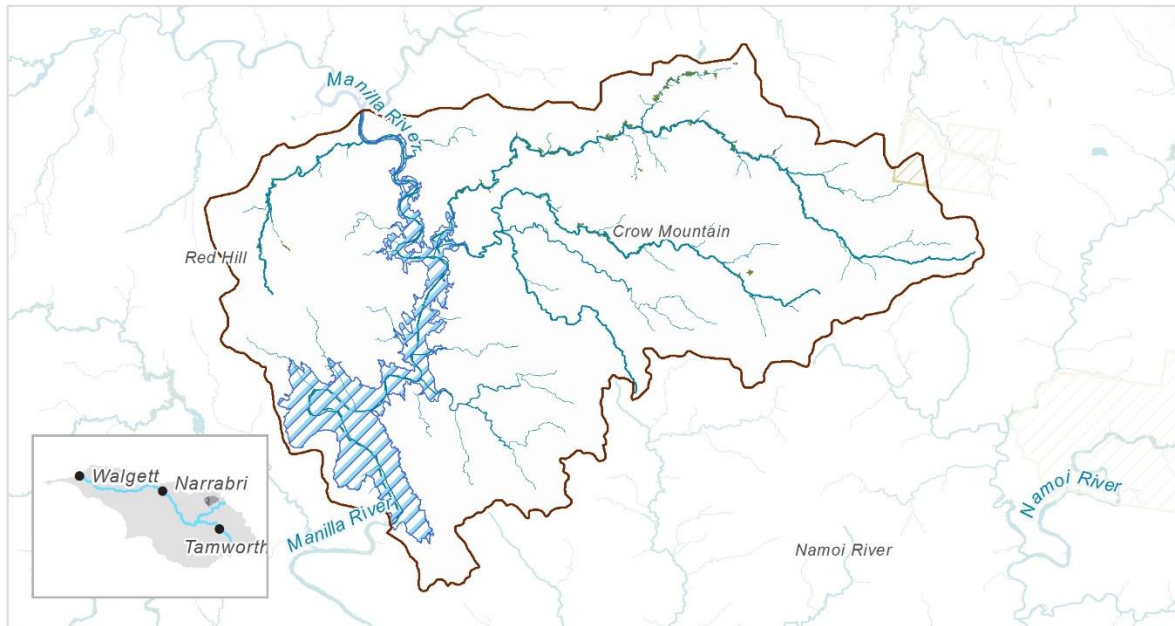 Manilla River
Crow Mountain
Red Hill
Walgett
Narrabri
Tamworth
Manilla River
Namoi River
Namoi River